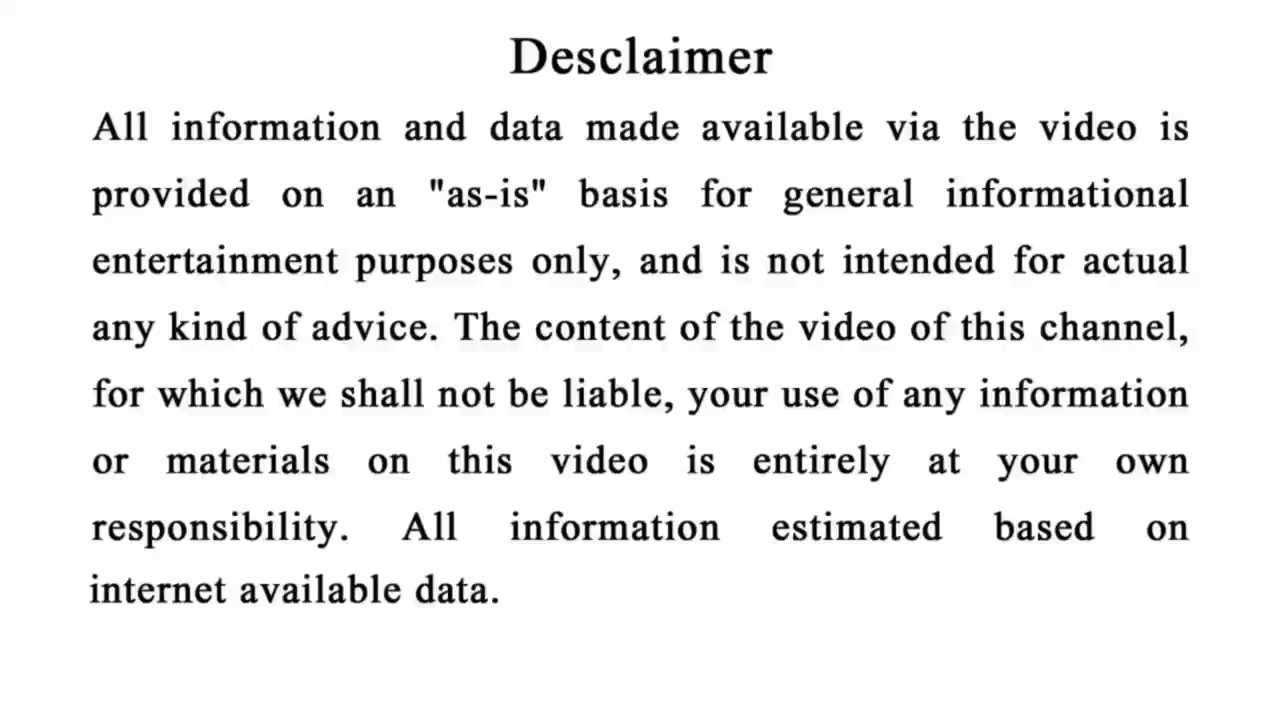 Desclaimer
All information and data made available via the video is
provided on an "as-is" basis for general informational
entertainment purposes only, and is not intended for actual
any kind of advice. The content of the video of this channel,
for which we shall not be liable, your use of any information
or materials on this video is entirely at your own
responsibility. All information estimated based on
internet available data.